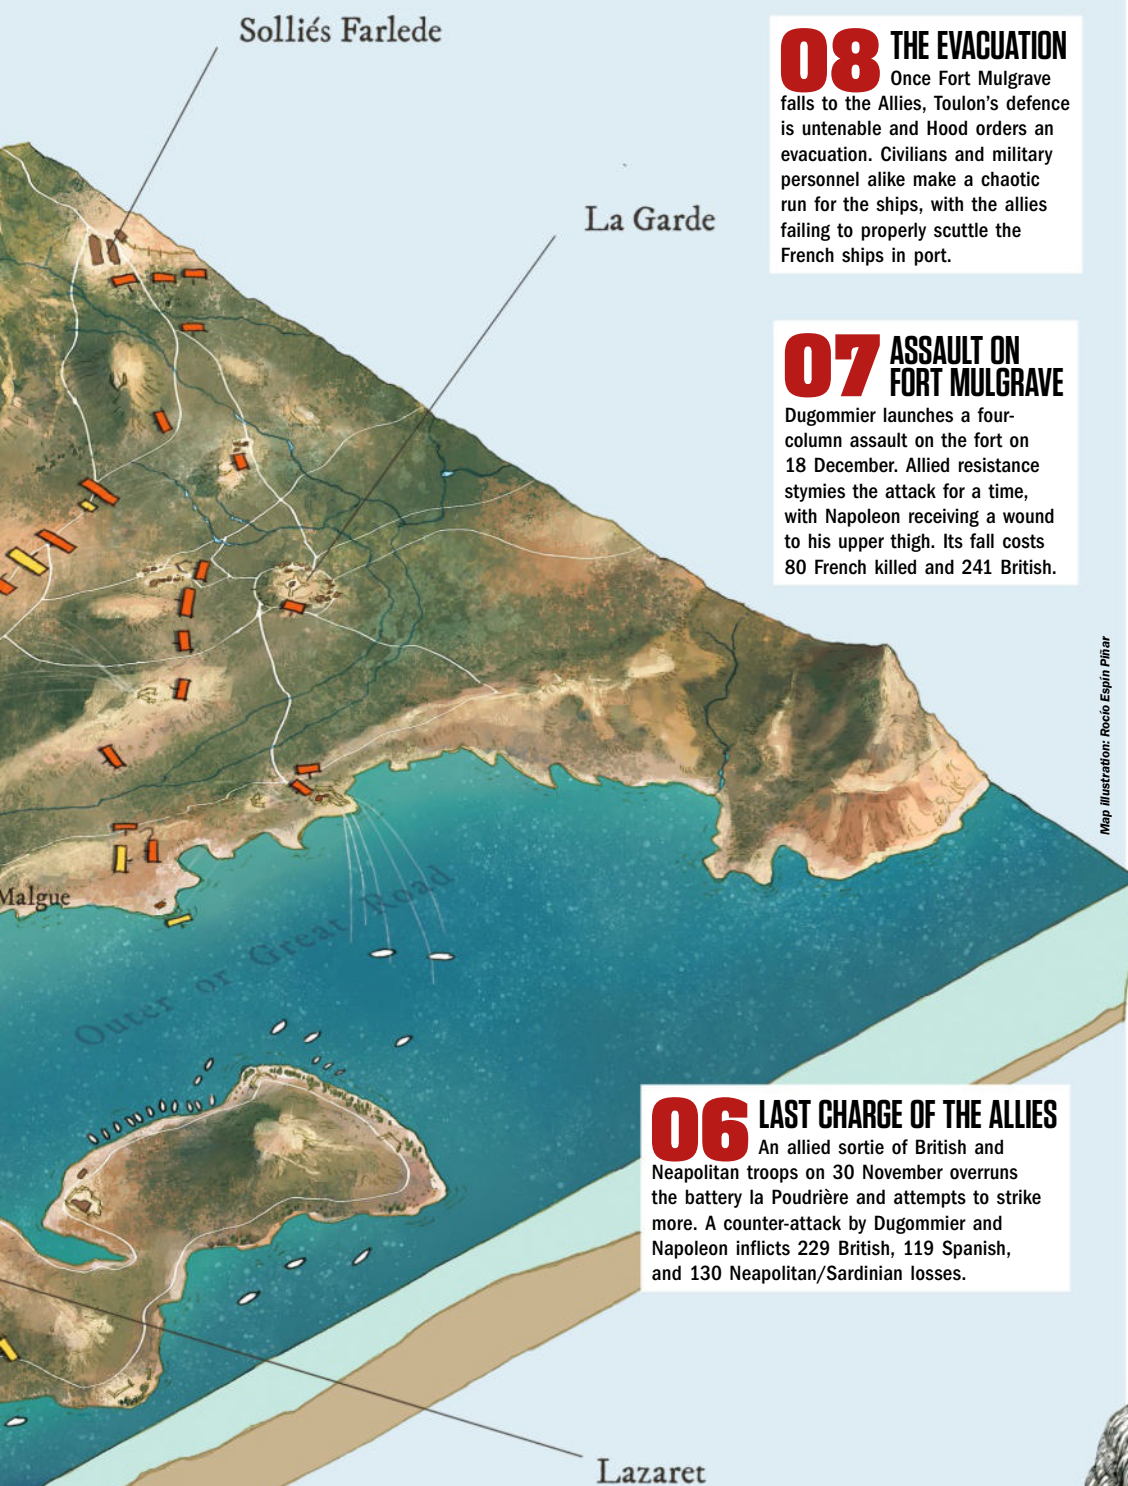 Solliés Farlede
08 THE EVACUATION
Once Fort Mulgrave
falls to the Allies, Toulon's defence
is untenable and Hood orders an
evacuation. Civilians and military
personnel alike make a chaotic
run for the ships, with the allies
failing to properly scuttle the
French ships in port.
La Garde
07 ASSAULT ON
FORT MULGRAVE
Dugommier launches a four-
column assault on the fort on
18 December. Allied resistance
stymies the attack for a time,
with Napoleon receiving a wound
to his upper thigh. Its fall costs
80 French killed and 241 British.
Map illustration: Rocío Espín Piñar
Malgue
Outer or Great Road
06 LAST CHARGE OF THE ALLIES
An allied sortie of British and
Neapolitan troops on 30 November overruns
the battery la Poudrière and attempts to strike
more. A counter-attack by Dugommier and
Napoleon inflicts 229 British, 119 Spanish,
and 130 Neapolitan/Sardinian losses.
Lazaret